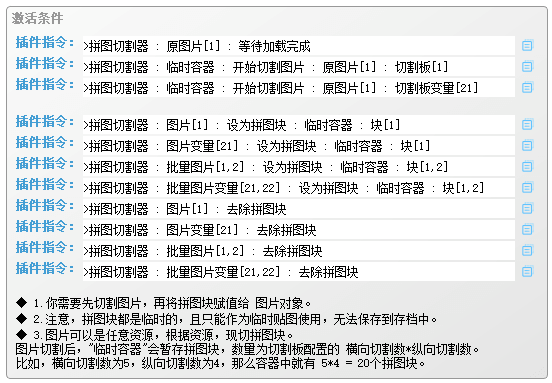 激活条件
插件指令: >拼图切割器 : 原图片[1] : 等待加载完成
插件指令: >拼图切割器 : 临时容器 : 开始切割图片 : 原图片[1] : 切割板[1]
插件指令: >拼图切割器 : 临时容器 : 开始切割图片 : 原图片[1] : 切割板变量[21]
插件指令: >拼图切割器 : 图片[1] : 设为拼图块 : 临时容器 : 块[1]
插件指令: >拼图切割器 : 图片变量[21] : 设为拼图块 : 临时容器 : 块[1]
插件指令: >拼图切割器 : 批量图片[1,2] : 设为拼图块 : 临时容器 : 块[1,2]
插件指令: >拼图切割器 : 批量图片变量[21,22] : 设为拼图块 : 临时容器 : 块[1,2]
插件指令: >拼图切割器 : 图片[1] : 去除拼图块
插件指令: >拼图切割器 : 图片变量[21] : 去除拼图块
插件指令: >拼图切割器 : 批量图片[1,2] : 去除拼图块
插件指令: >拼图切割器 : 批量图片变量[21,22] : 去除拼图块
◆ 1.你需要先切割图片，再将拼图块赋值给 图片对象。
◆ 2.注意，拼图块都是临时的，且只能作为临时贴图使用，无法保存到存档中。
◆ 3.图片可以是任意资源，根据资源，现切拼图块。
图片切割后，"临时容器"会暂存拼图块，数量为切割板配置的 横向切割数*纵向切割数。
比如，横向切割数为5，纵向切割数为4，那么容器中就有 5*4 = 20个拼图块。